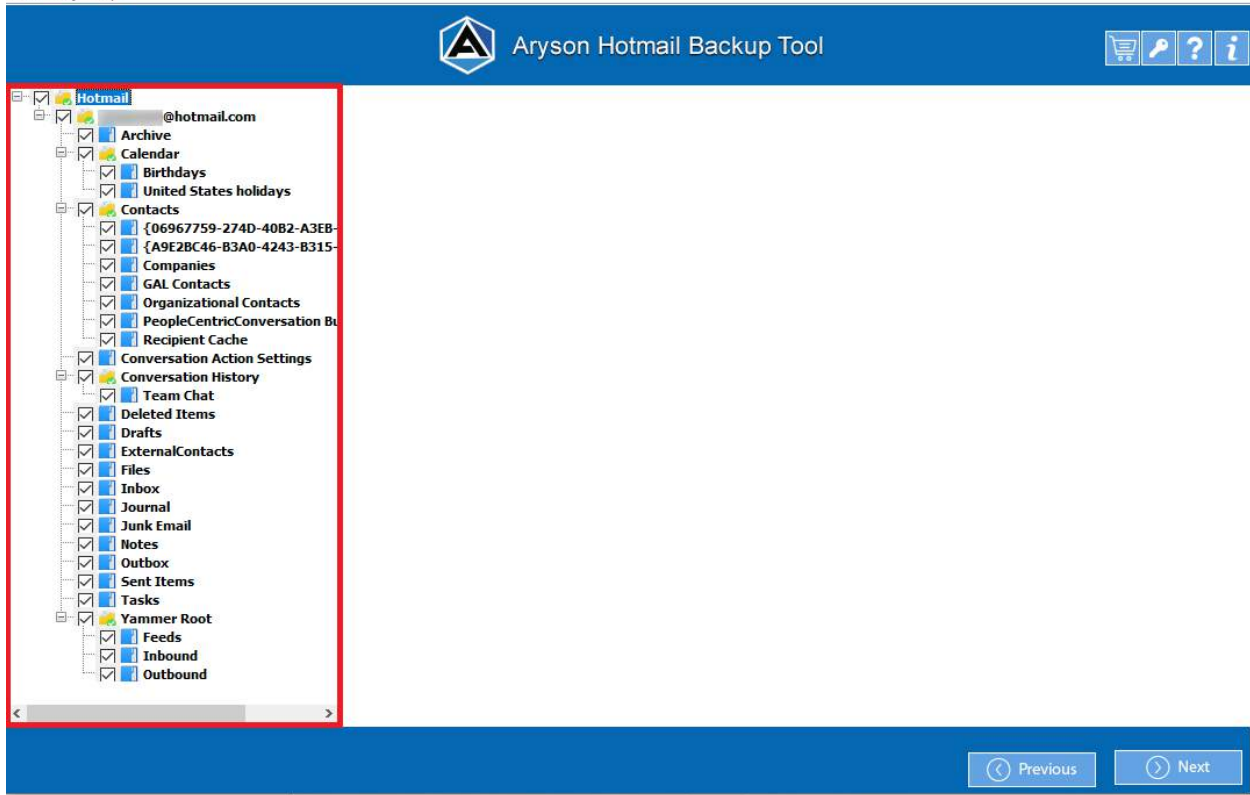 Aryson Hotmail Backup Tool
Hotmail
@hotmail.com
Archive
Calendar
Birthdays
United States holidays
Contacts
{06967759-274D-40B2-A3EB-
{A9E2BC46-B3A0-4243-B315-
Companies
GAL Contacts
Organizational Contacts
PeopleCentricConversation Bu
Recipient Cache
Conversation Action Settings
Conversation History
Team Chat
Deleted Items
Drafts
ExternalContacts
Files
Inbox
Journal
Junk Email
Notes
Outbox
Sent Items
Tasks
Yammer Root
Feeds
Inbound
Outbound
Previous
Next